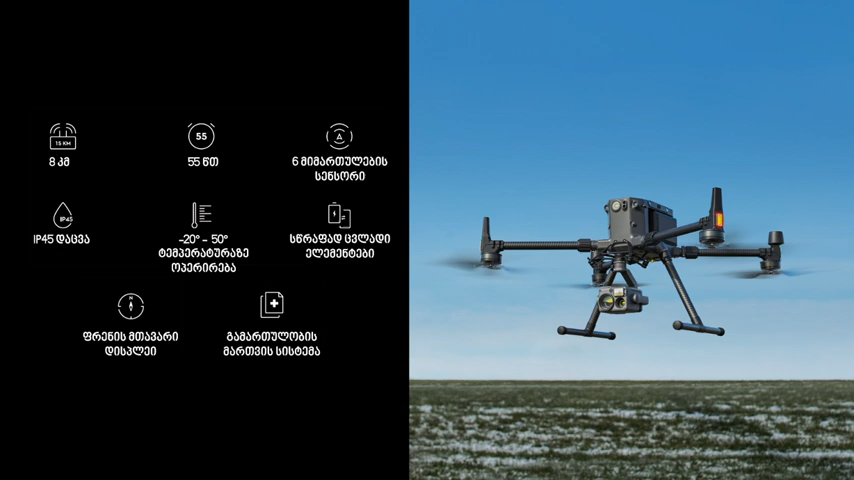 15 KM
8 ᲙᲛ
55
55 ᲬᲗ
6 ᲛᲘᲛᲐᲠᲗᲣᲚᲔᲑᲘᲡ
ᲡᲔᲜᲡᲝᲠᲘ
IP45
IP45 ᲓᲐᲪᲕᲐ
-20° - 50°
ᲢᲔᲛᲞᲔᲠᲐᲢᲣᲠᲐᲖᲔ
ᲝᲞᲔᲠᲘᲠᲔᲑᲐ
ᲡᲬᲠᲐᲤᲐᲓ ᲪᲕᲚᲐᲓᲘ
ᲔᲚᲔᲛᲔᲜᲢᲔᲑᲘ
N
ᲤᲠᲔᲜᲘᲡ ᲛᲗᲐᲕᲐᲠᲘ
ᲓᲘᲡᲞᲚᲔᲘ
ᲒᲐᲛᲐᲠᲗᲣᲚᲝᲑᲘᲡ
ᲛᲐᲠᲗᲕᲘᲡ ᲡᲘᲡᲢᲔᲛᲐ